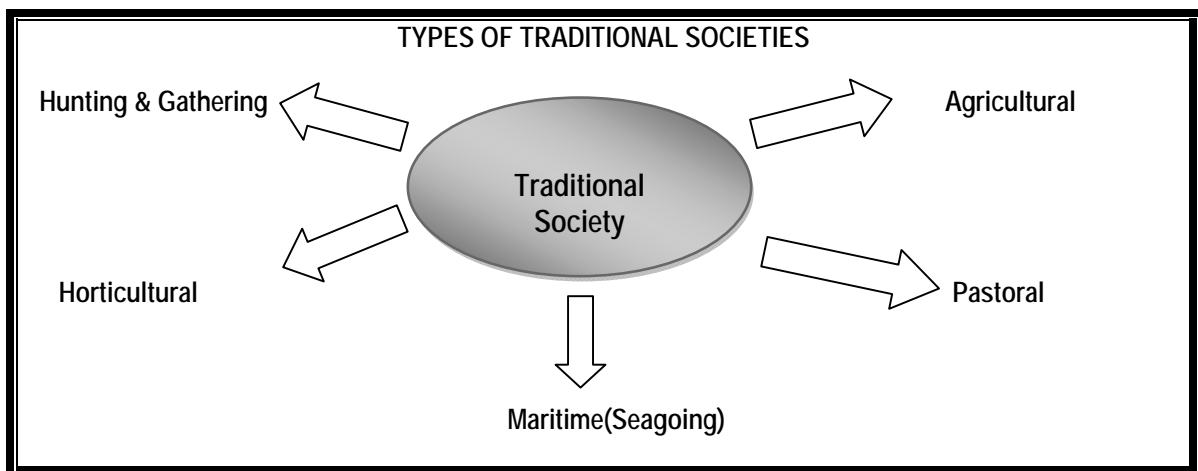 TYPES OF TRADITIONAL SOCIETIES
Hunting & Gathering
Agricultural
Traditional
Society
Horticultural
Pastoral
Maritime(Seagoing)